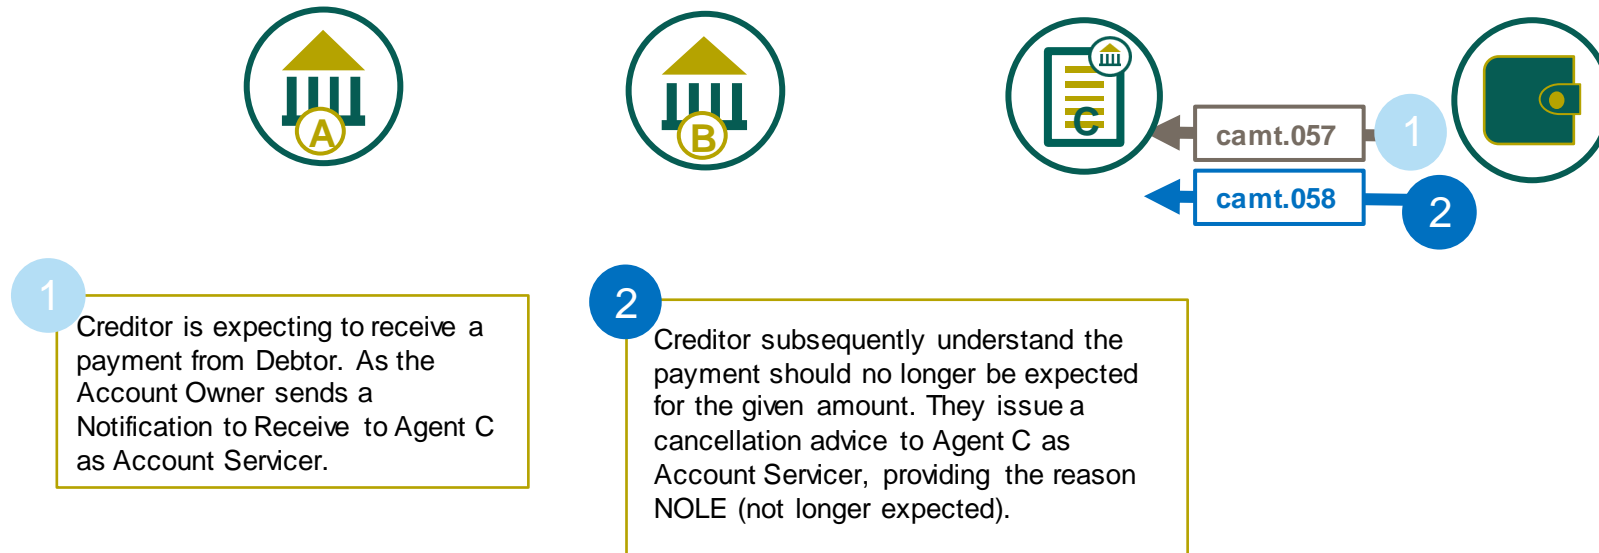 A
B
C
camt.057
1
camt.058
2
1
Creditor is expecting to receive a
payment from Debtor. As the
Account Owner sends a
Notification to Receive to Agent C
as Account Servicer.
2
Creditor subsequently understand the
payment should no longer be expected
for the given amount. They issue a
cancellation advice to Agent C as
Account Servicer, providing the reason
NOLE (not longer expected).